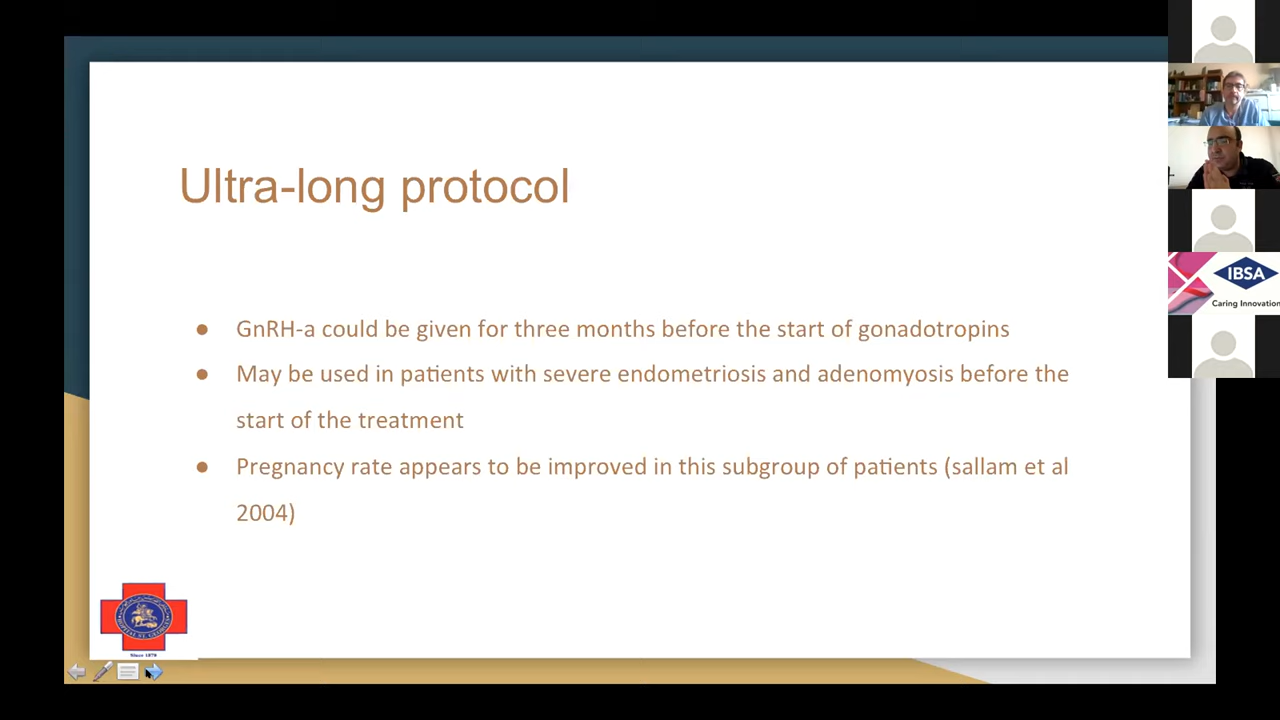 Ultra-long protocol
● GnRH-a could be given for three months before the start of gonadotropins
● May be used in patients with severe endometriosis and adenomyosis before the
start of the treatment
● Pregnancy rate appears to be improved in this subgroup of patients (sallam et al
2004)
Since 1878
IBSA
Caring Innovation